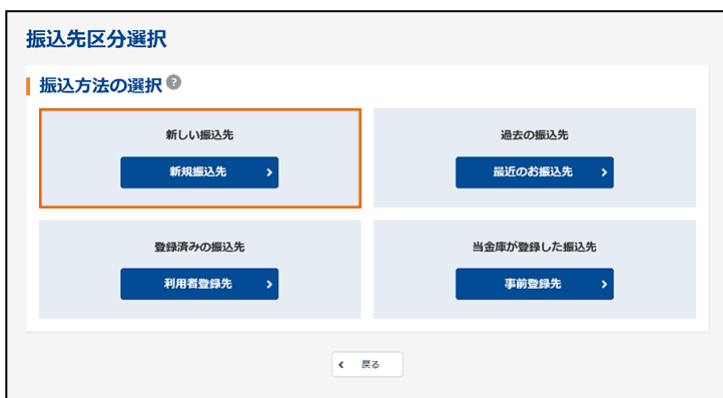 振込先区分選択
振込方法の選択 ?
新しい振込先
新規振込先
過去の振込先
最近のお振込先
登録済みの振込先
利用者登録先
当金庫が登録した振込先
事前登録先
戻る